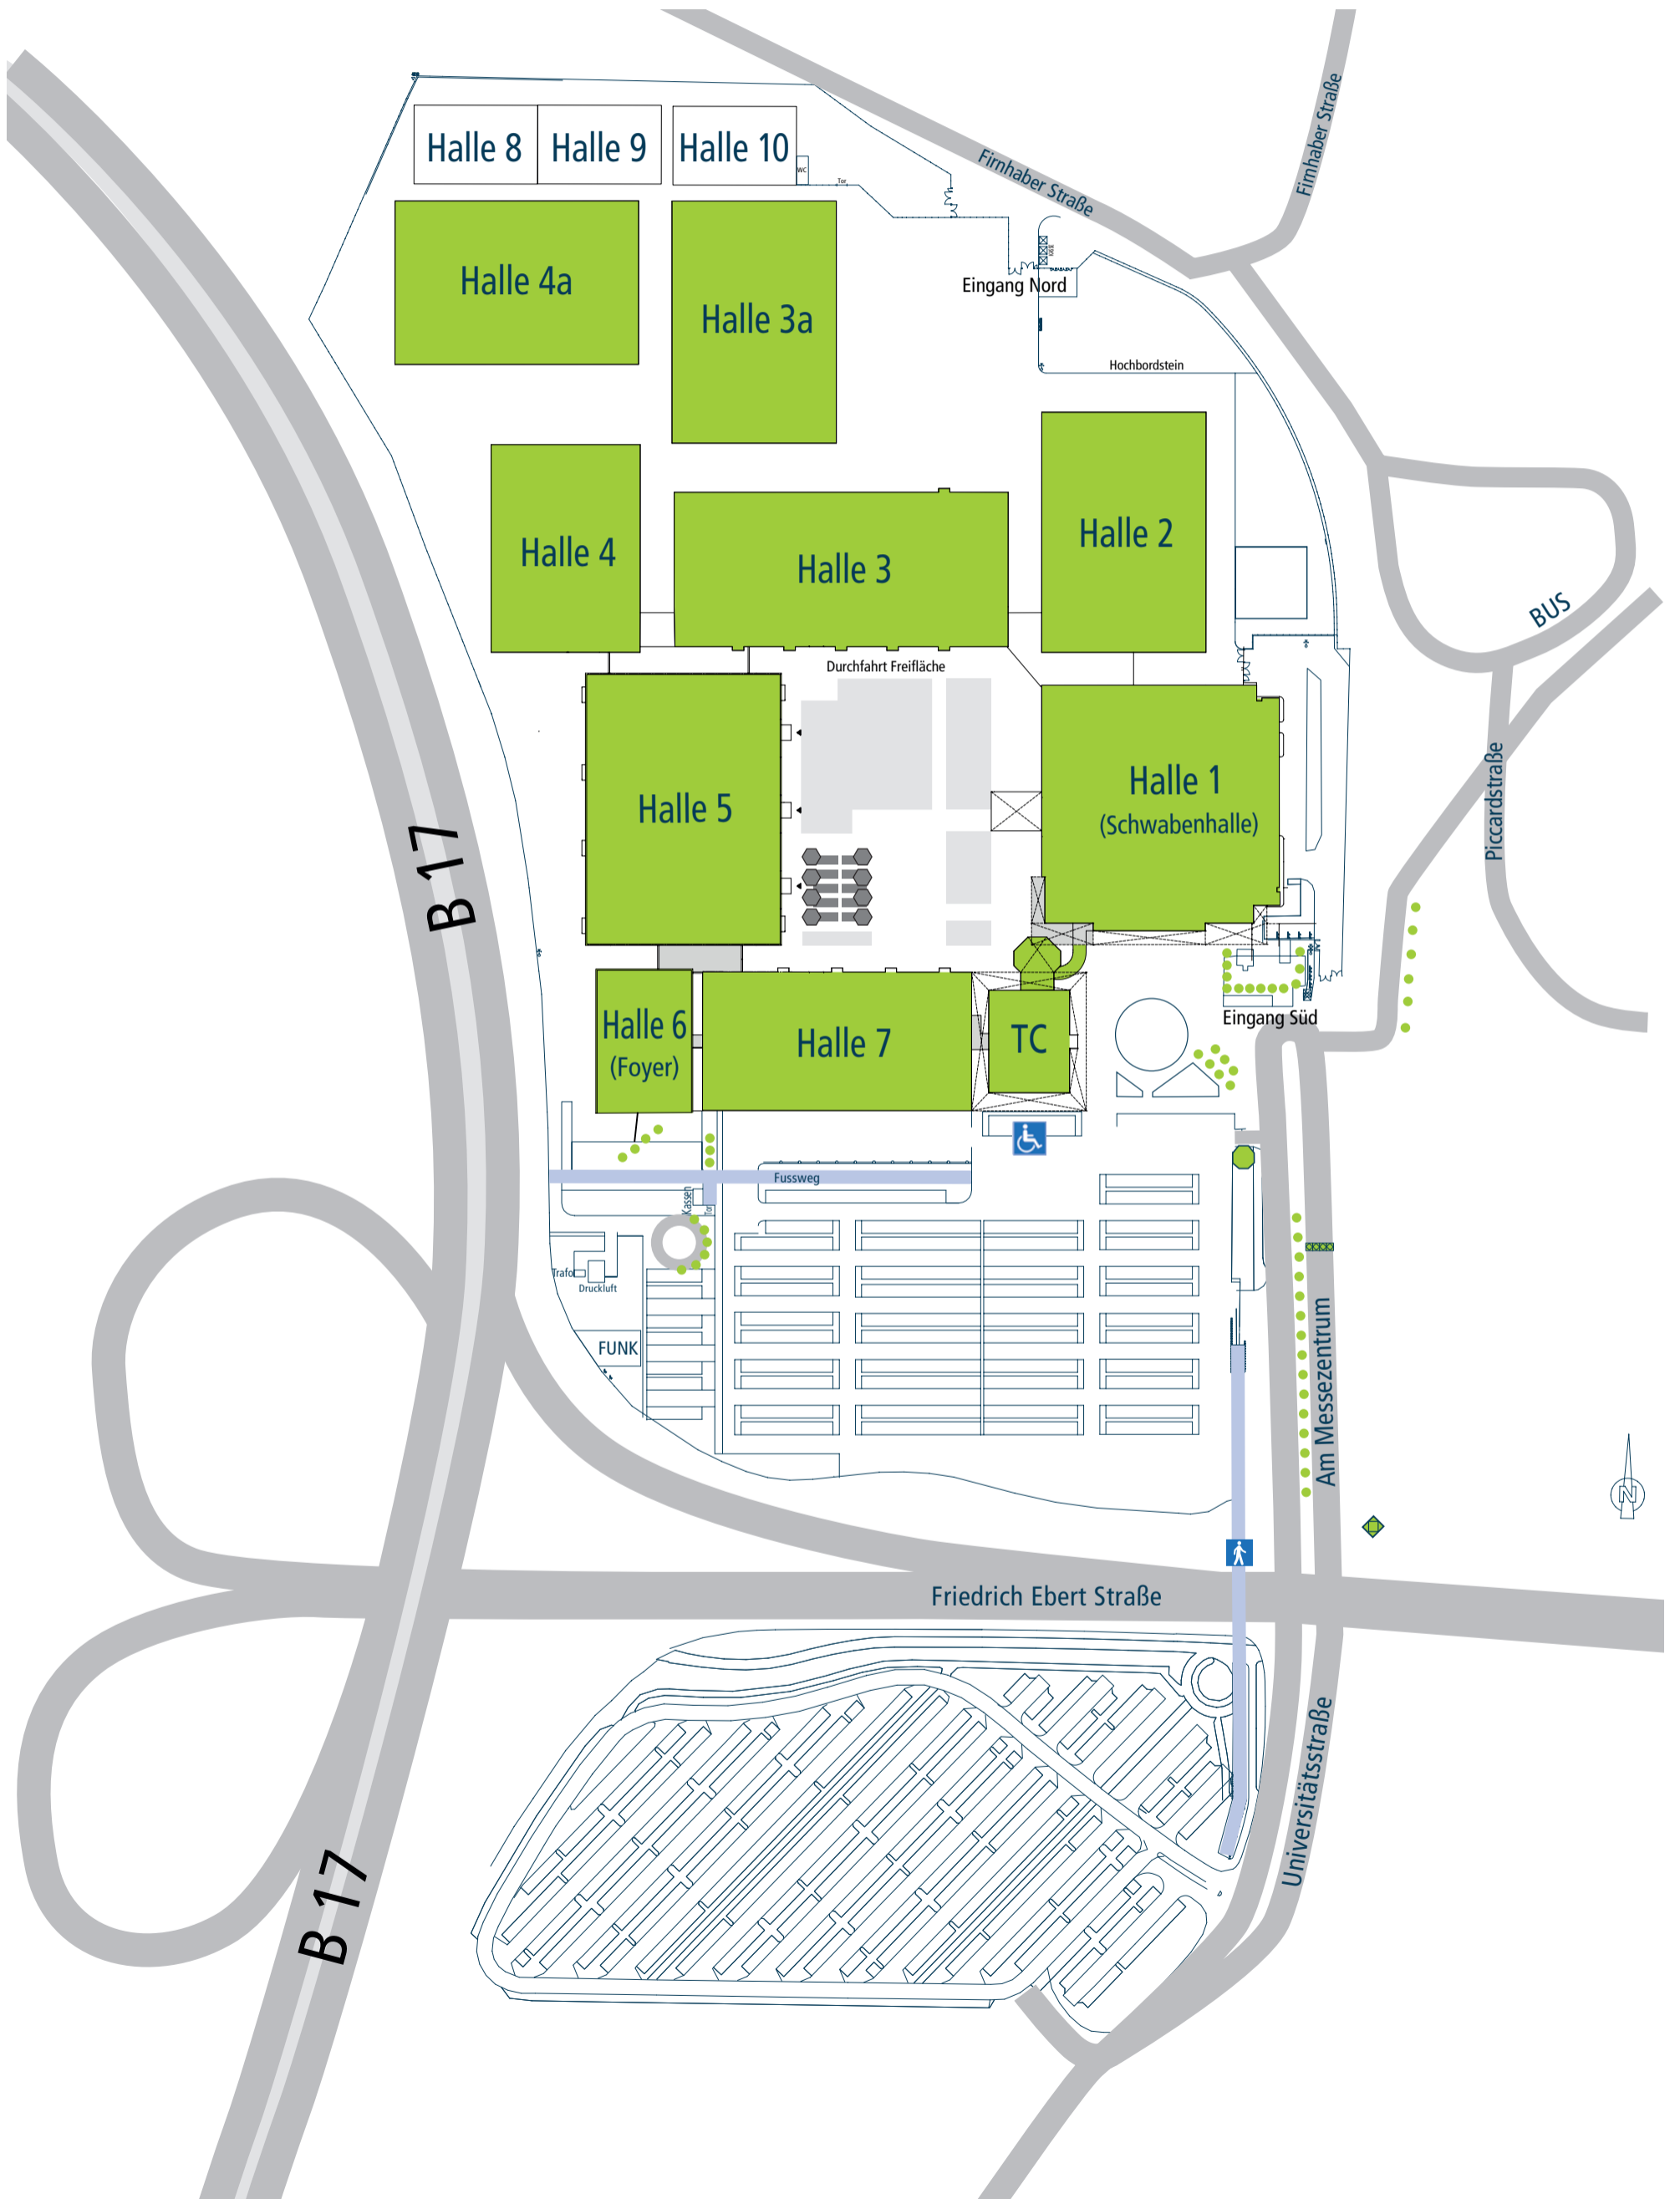 Firnhaber Straße
Firnhaber Straße
Halle 8
Halle 9
Halle 10
WC
Tor
Halle 4a
Halle 3a
Eingang Nord
Hochbordstein
Halle 4
Halle 3
Halle 2
BUS
Durchfahrt Freifläche
Halle 5
Halle 1
(Schwabenhalle)
Piccardstraße
B 17
Halle 6
(Foyer)
Halle 7
TC
Eingang Süd
Fussweg
Kassen
Tor
Trafo
Druckluft
FUNK
Am Messezentrum
N
Friedrich Ebert Straße
Universitätsstraße
B 17